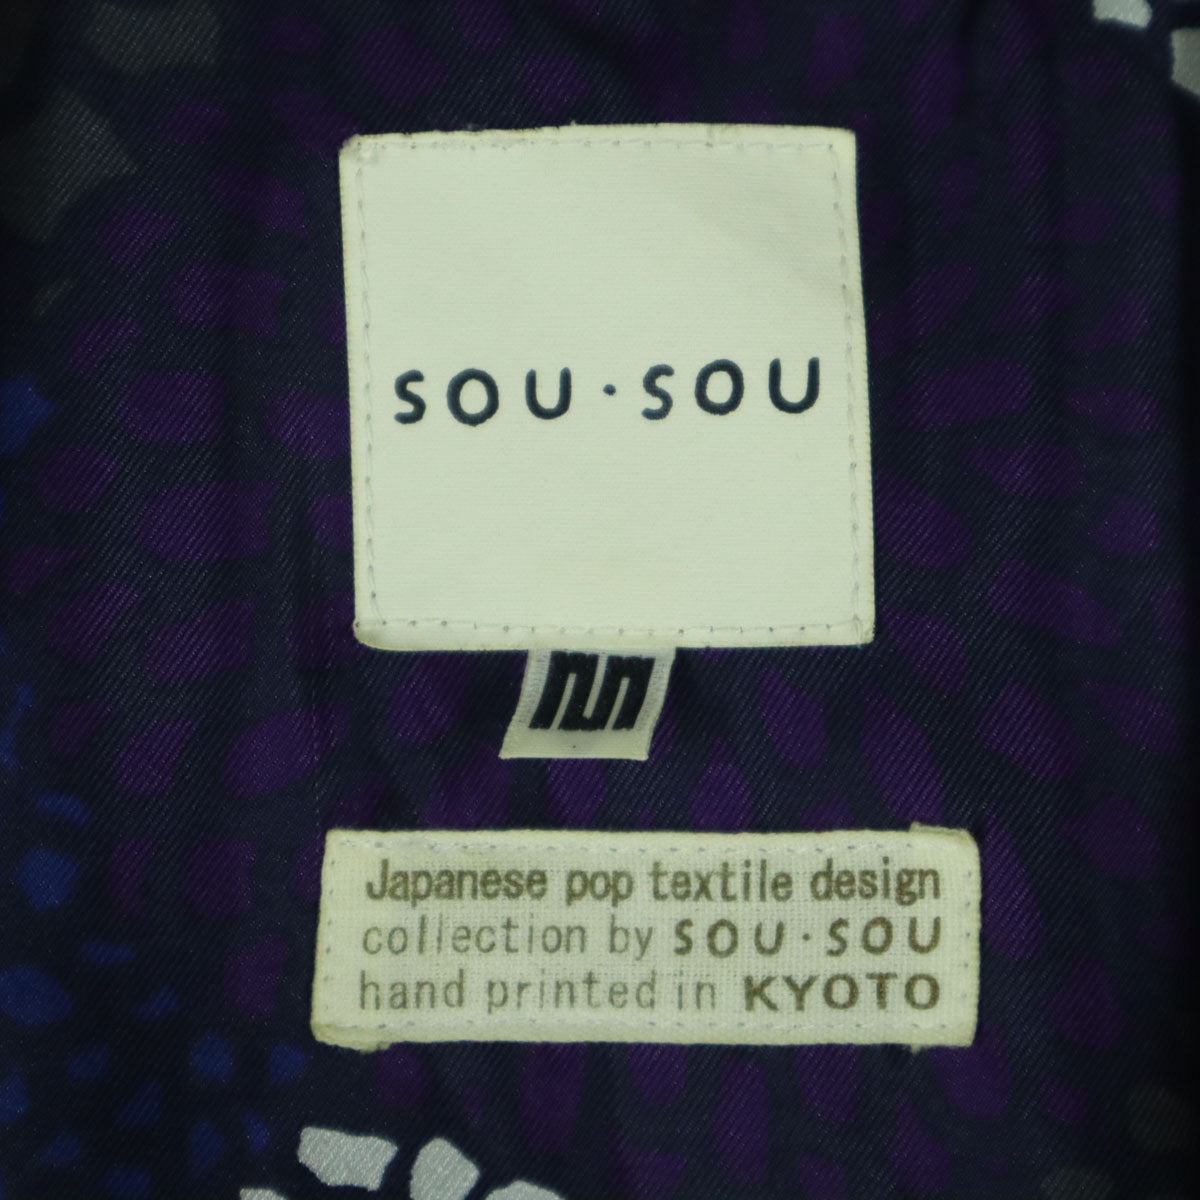 SOU・SOU
M
Japanese pop textile design
collection by SOU・SOU
hand printed in KYOTO